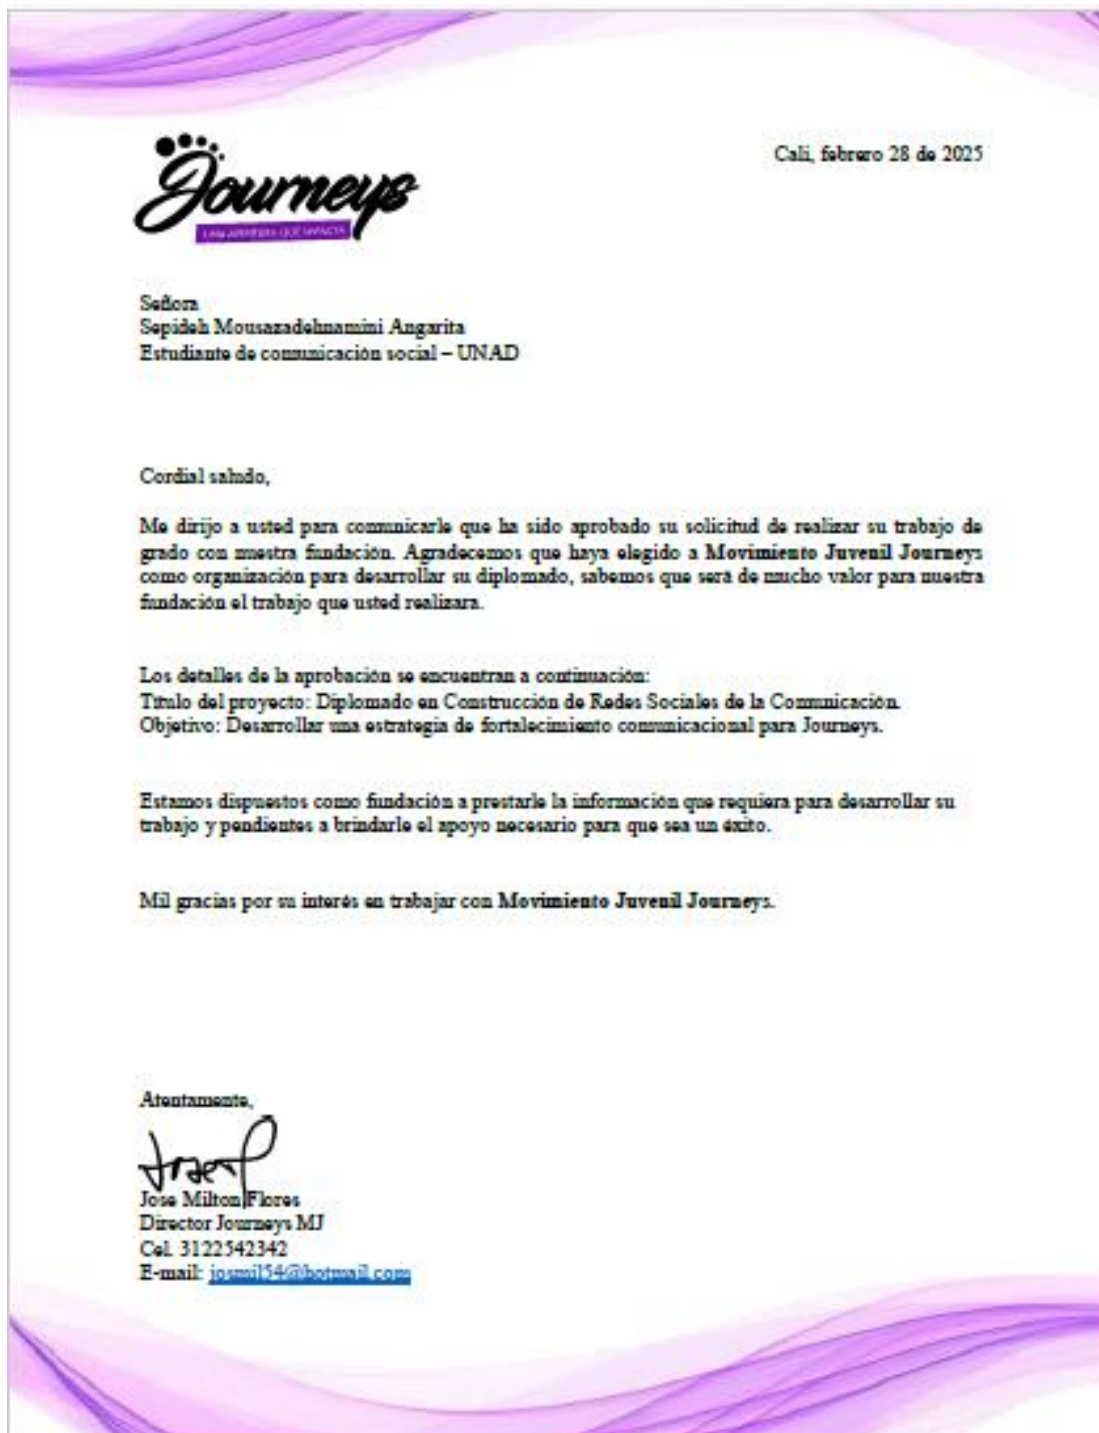 Journeys
Cali, febrero 28 de 2025
Señora
Sepideh Mousazadehnamini Angarita
Estudiante de comunicación social – UNAD
Cordial saludo,
Me dirijo a usted para comunicarle que ha sido aprobado su solicitud de realizar su trabajo de
grado con nuestra fundación. Agradecemos que haya elegido a Movimiento Juvenil Journeys
como organización para desarrollar su diplomado, sabemos que será de mucho valor para nuestra
fundación el trabajo que usted realizara.
Los detalles de la aprobación se encuentran a continuación:
Título del proyecto: Diplomado en Construcción de Redes Sociales de la Comunicación.
Objetivo: Desarrollar una estrategia de fortalecimiento comunicacional para Journeys.
Estamos dispuestos como fundación a prestarle la información que requiera para desarrollar su
trabajo y pendientes a brindarle el apoyo necesario para que sea un éxito.
Mil gracias por su interés en trabajar con Movimiento Juvenil Journeys.
Atentamente,
Jose Milton Flores
Director Journeys MJ
Cel. 3122542342
E-mail: josmil54@hotmail.com